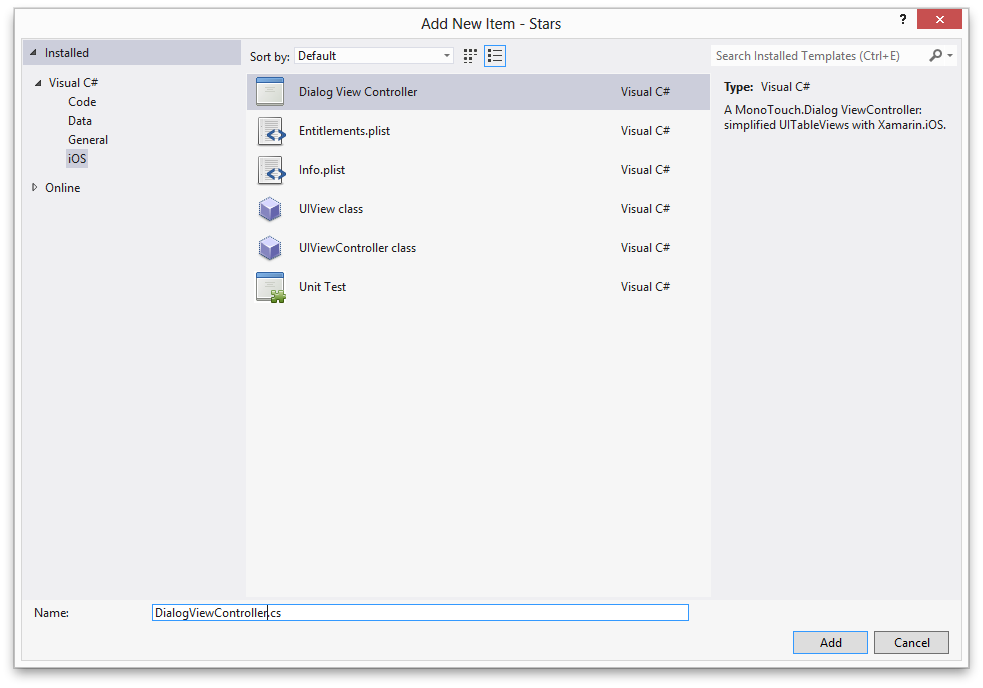 Add New Item - Stars
?
Installed
Sort by: Default
Search Installed Templates (Ctrl+E)
Visual C#
Code
Data
General
iOS
Online
Dialog View Controller Visual C#
Entitlements.plist Visual C#
Info.plist Visual C#
UIView class Visual C#
UIViewController class Visual C#
Unit Test Visual C#
Type: Visual C#
A MonoTouch.Dialog ViewController:
simplified UITableViews with Xamarin.iOS.
Name: DialogViewController.cs
Add Cancel